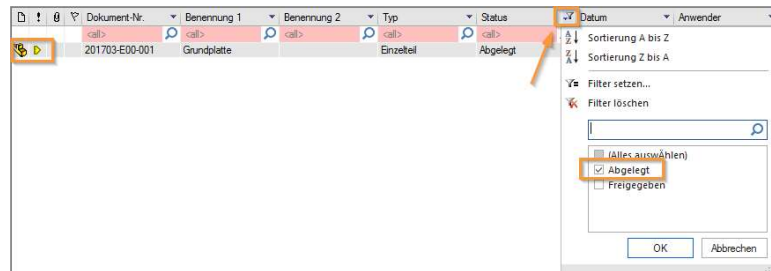 Dokument-Nr. Benennung 1 Benennung 2 Typ Status Datum Anwender
<all> <all> <all> <all> <all>
201703-E00-001 Grundplatte Einzelteil Abgelegt
Sortierung A bis Z
Sortierung Z bis A
Filter setzen...
Filter löschen
(Alles auswÄhlen)
Abgelegt
Freigegeben
OK Abbrechen